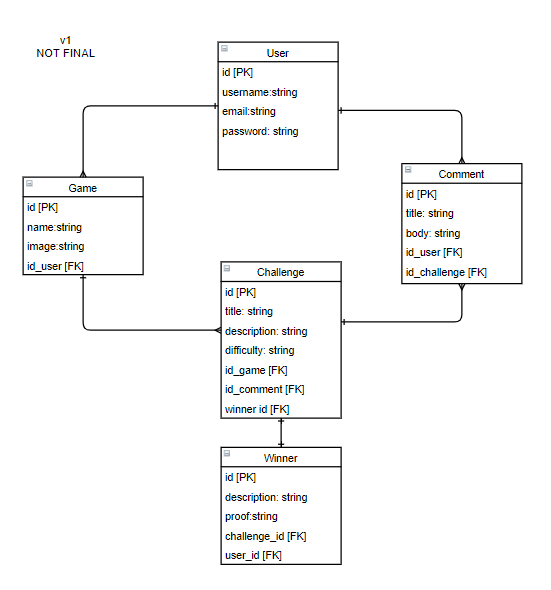 v1
NOT FINAL
User
id [PK]
username:string
email:string
password: string
Game
id [PK]
name:string
image:string
id_user [FK]
Comment
id [PK]
title: string
body: string
id_user [FK]
id_challenge [FK]
Challenge
id [PK]
title: string
description: string
difficulty: string
id_game [FK]
id_comment [FK]
winner id [FK]
Winner
id [PK]
description: string
proof:string
challenge_id [FK]
user_id [FK]